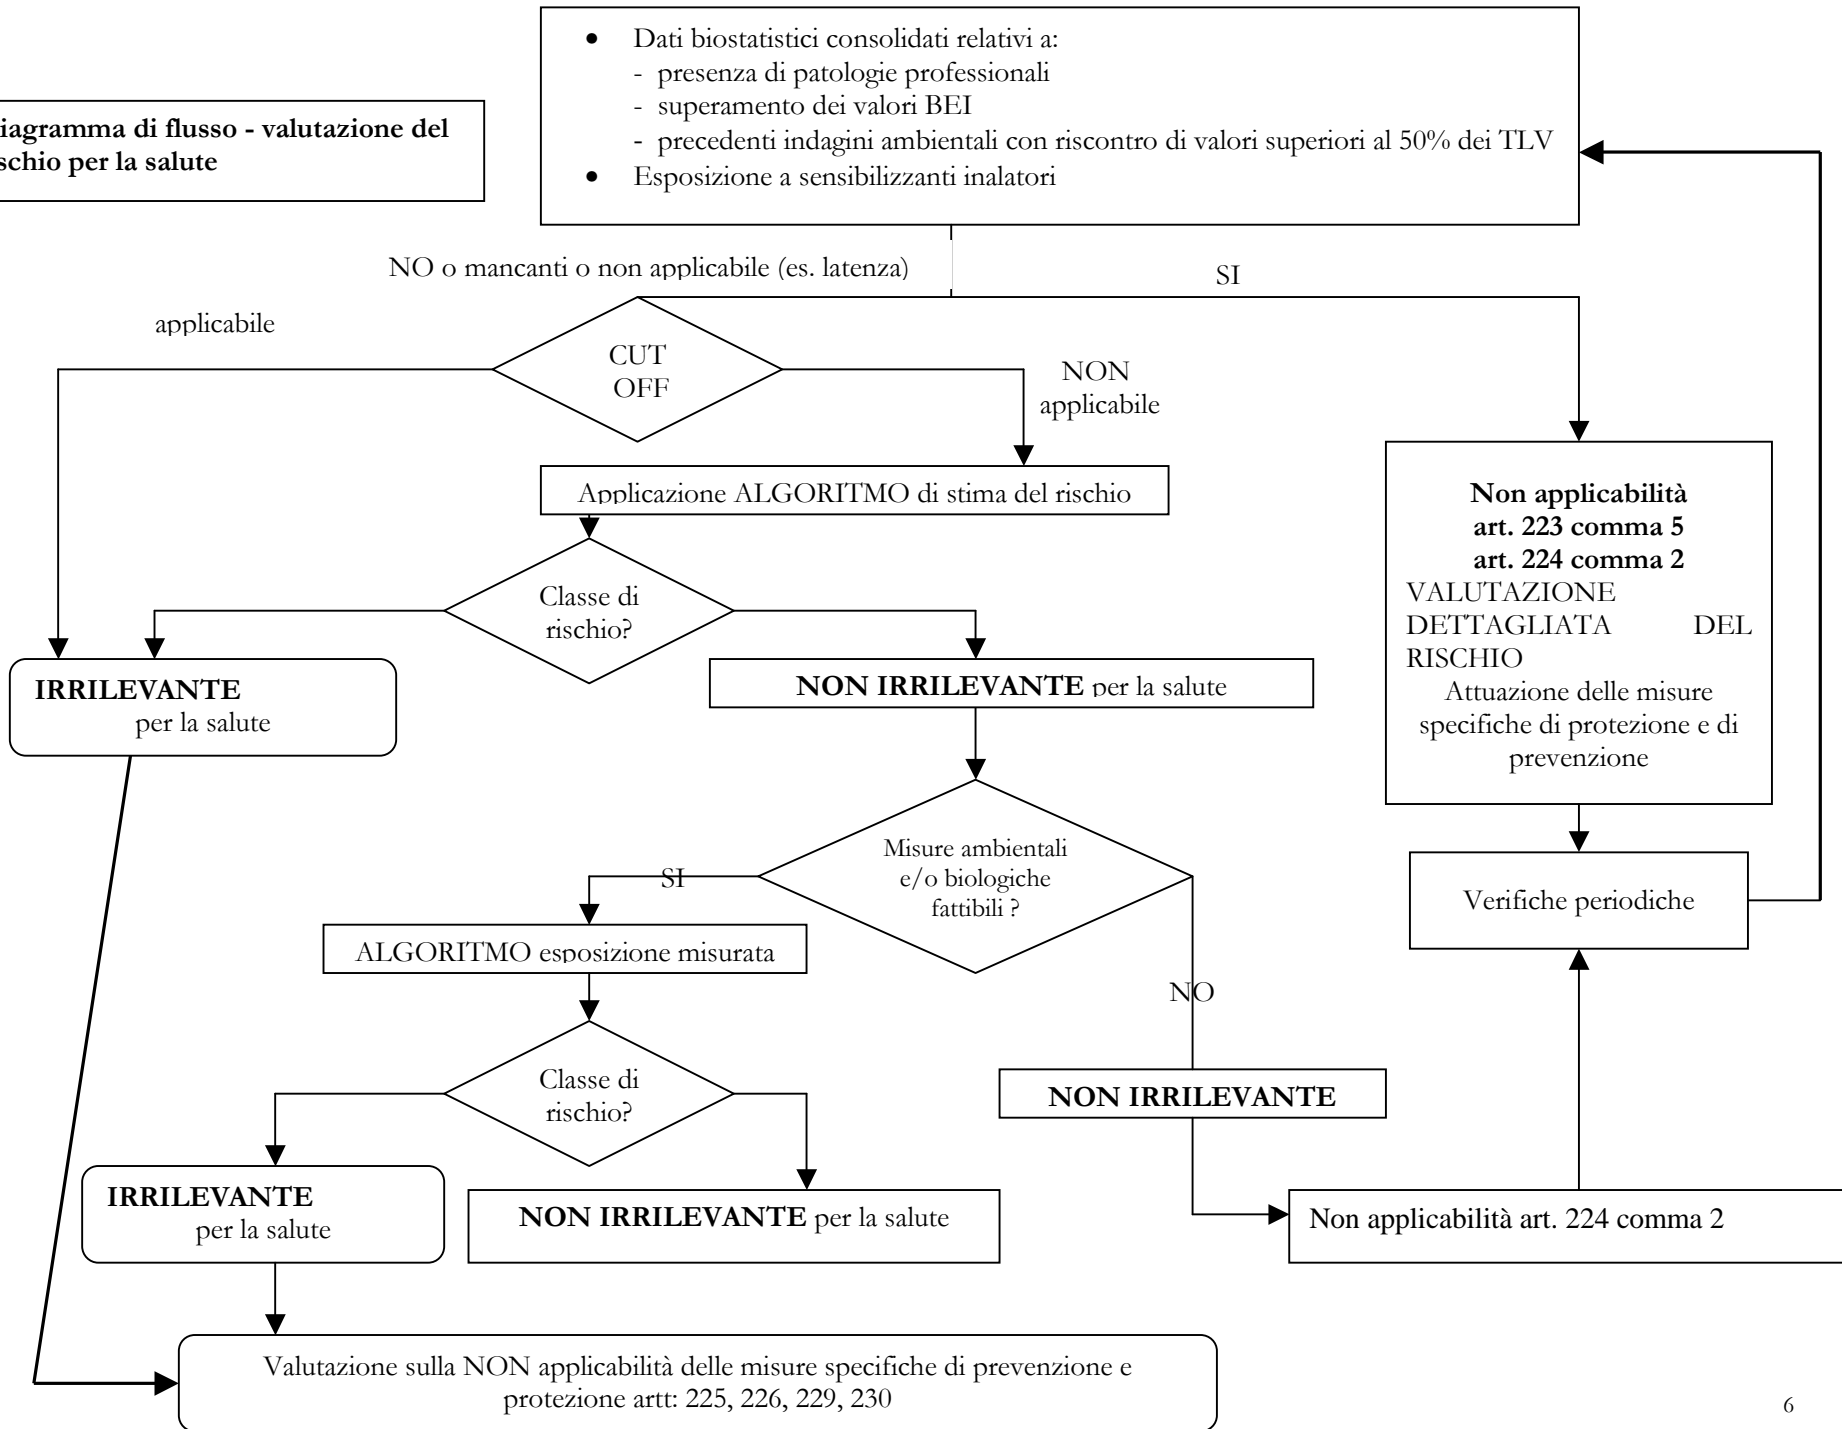 iagramma di flusso - valutazione del
schio per la salute
• Dati biostatistici consolidati relativi a:
- presenza di patologie professionali
- superamento dei valori BEI
- precedenti indagini ambientali con riscontro di valori superiori al 50% dei TLV
• Esposizione a sensibilizzanti inalatori
NO o mancanti o non applicabile (es. latenza)
SI
applicabile
CUT
OFF
NON
applicabile
Applicazione ALGORITMO di stima del rischio
Non applicabilità
art. 223 comma 5
art. 224 comma 2
VALUTAZIONE
DETTAGLIATA DEL
RISCHIO
Attuazione delle misure
specifiche di protezione e di
prevenzione
Classe di
rischio?
IRRILEVANTE
per la salute
NON IRRILEVANTE per la salute
Misure ambientali
e/o biologiche
fattibili ?
SI
Verifiche periodiche
ALGORITMO esposizione misurata
NO
Classe di
rischio?
NON IRRILEVANTE
IRRILEVANTE
per la salute
NON IRRILEVANTE per la salute
Non applicabilità art. 224 comma 2
Valutazione sulla NON applicabilità delle misure specifiche di prevenzione e
protezione artt: 225, 226, 229, 230
6